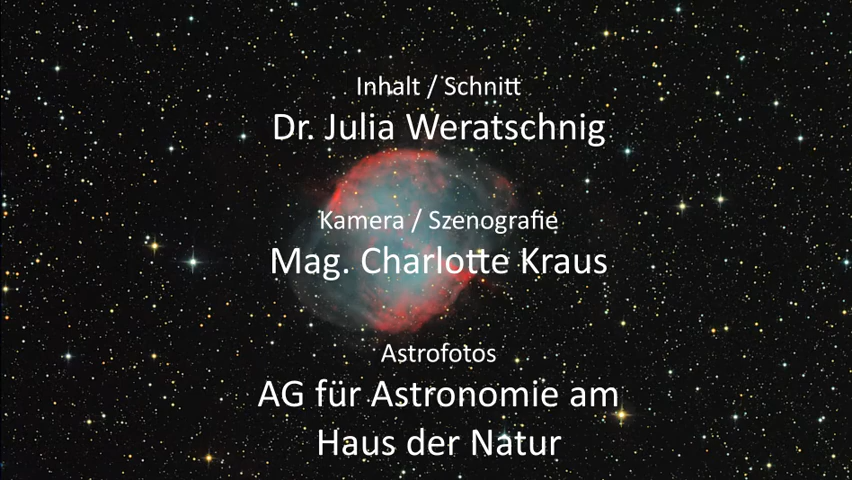 Inhalt / Schnitt
Dr. Julia Weratschnig
Kamera / Szenografie
Mag. Charlotte Kraus
Astrofotos
AG für Astronomie am
Haus der Natur